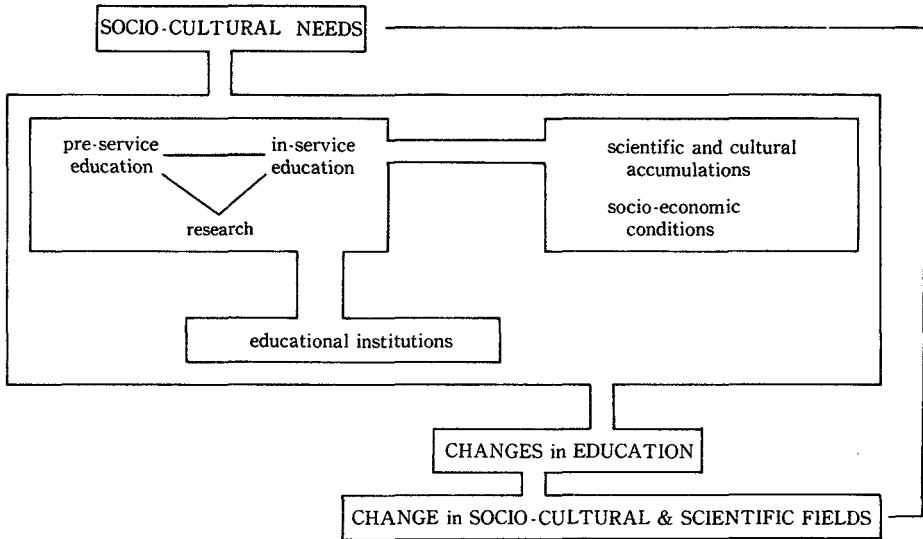 SOCIO-CULTURAL NEEDS
pre-service
education
in-service
education
research
scientific and cultural
accumulations
socio-economic
conditions
educational institutions
CHANGES in EDUCATION
CHANGE in SOCIO-CULTURAL & SCIENTIFIC FIELDS